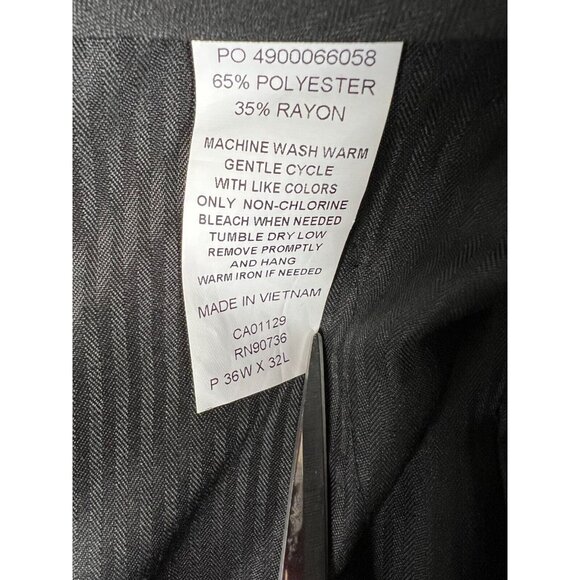 PO 4900066058
65% POLYESTER
35% RAYON
MACHINE WASH WARM
GENTLE CYCLE
WTH LIKE COLORS
ONLY NON-CHLORINE
BLEACH WHEN NEEDED
TUMBLE DRY LOW
REMOVE PROMPTLY
AND HANG
WARM IRON IF NEEDED
MADE IN VIETNAM
CA01129
RN90736
P 36W X 32L